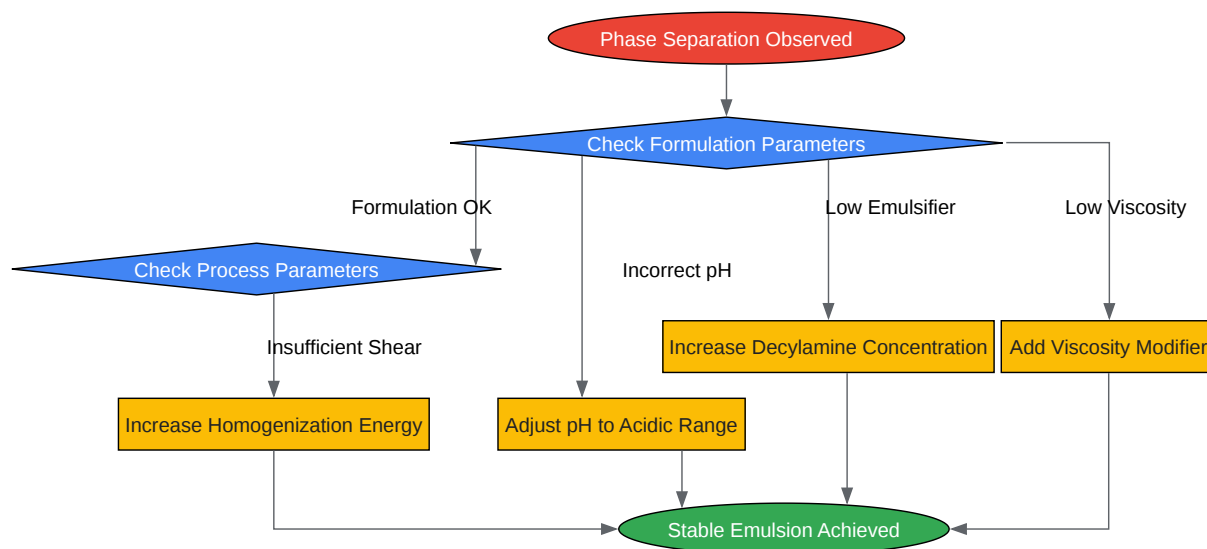 Phase Separation Observed
Check Formulation Parameters
Formulation OK
Low Emulsifier
Low Viscosity
Check Process Parameters
Incorrect pH
Insufficient Shear
Increase Decylamine Concentration
Add Viscosity Modifier
Increase Homogenization Energy
Adjust pH to Acidic Range
Stable Emulsion Achieved